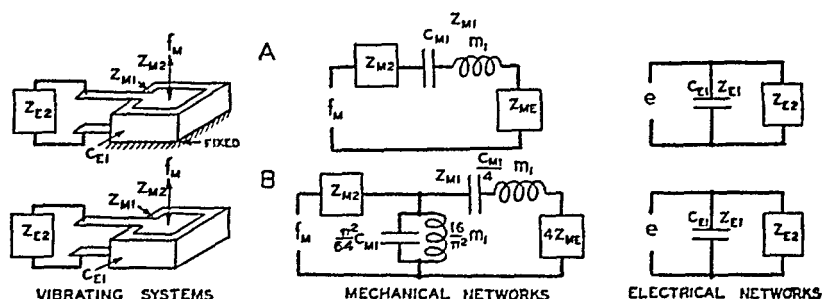 A
f_M
Z_M2
Z_M1
Z_E2
C_E1
FIXED
Z_M1
Z_M2
C_M1
m_1
f_M
Z_ME
e
C_E1
Z_E1
Z_E2
B
f_M
Z_M2
Z_M1
Z_E2
C_E1
Z_M2
Z_M1
C_M1/4
m_1
f_M
π²/64 C_M1
16/π² m_1
4Z_ME
e
C_E1
Z_E1
Z_E2
VIBRATING SYSTEMS
MECHANICAL NETWORKS
ELECTRICAL NETWORKS